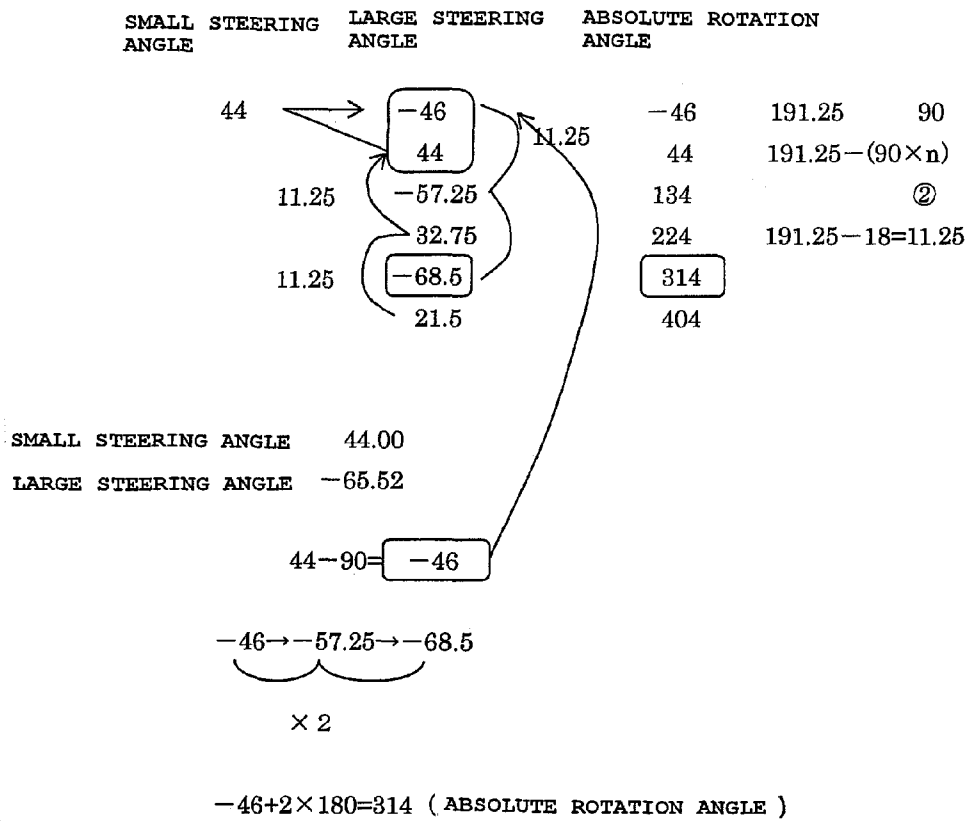 SMALL STEERING ANGLE LARGE STEERING ANGLE ABSOLUTE ROTATION ANGLE
44 −46 −46 191.25 90
11.25
44 44 191.25−(90×n)
11.25 −57.25 134 ②
32.75 224 191.25−18=11.25
11.25 −68.5 314
21.5 404
SMALL STEERING ANGLE 44.00
LARGE STEERING ANGLE −65.52
44−90= −46
−46→−57.25→−68.5
×2
−46+2×180=314 ( ABSOLUTE ROTATION ANGLE )